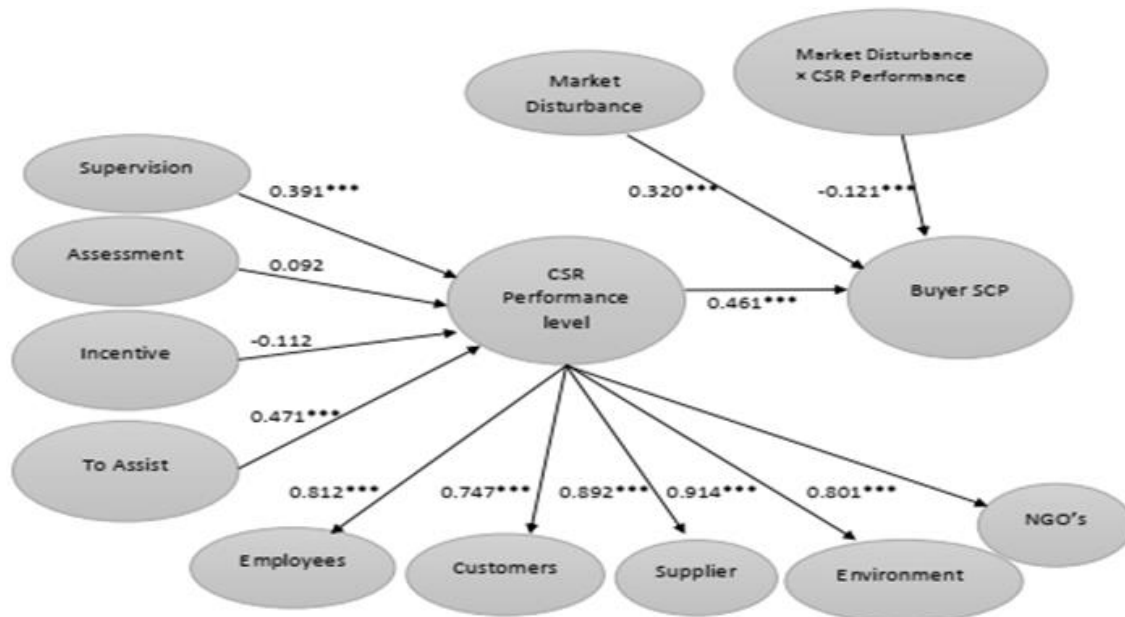 Market Disturbance
× CSR Performance
Market
Disturbance
Supervision
0.391***
0.320***
-0.121***
Assessment
0.092
CSR
Performance
level
Buyer SCP
0.461***
Incentive
-0.112
0.471***
To Assist
0.812***
0.747***
0.892***
0.914***
0.801***
NGO's
Employees
Customers
Supplier
Environment